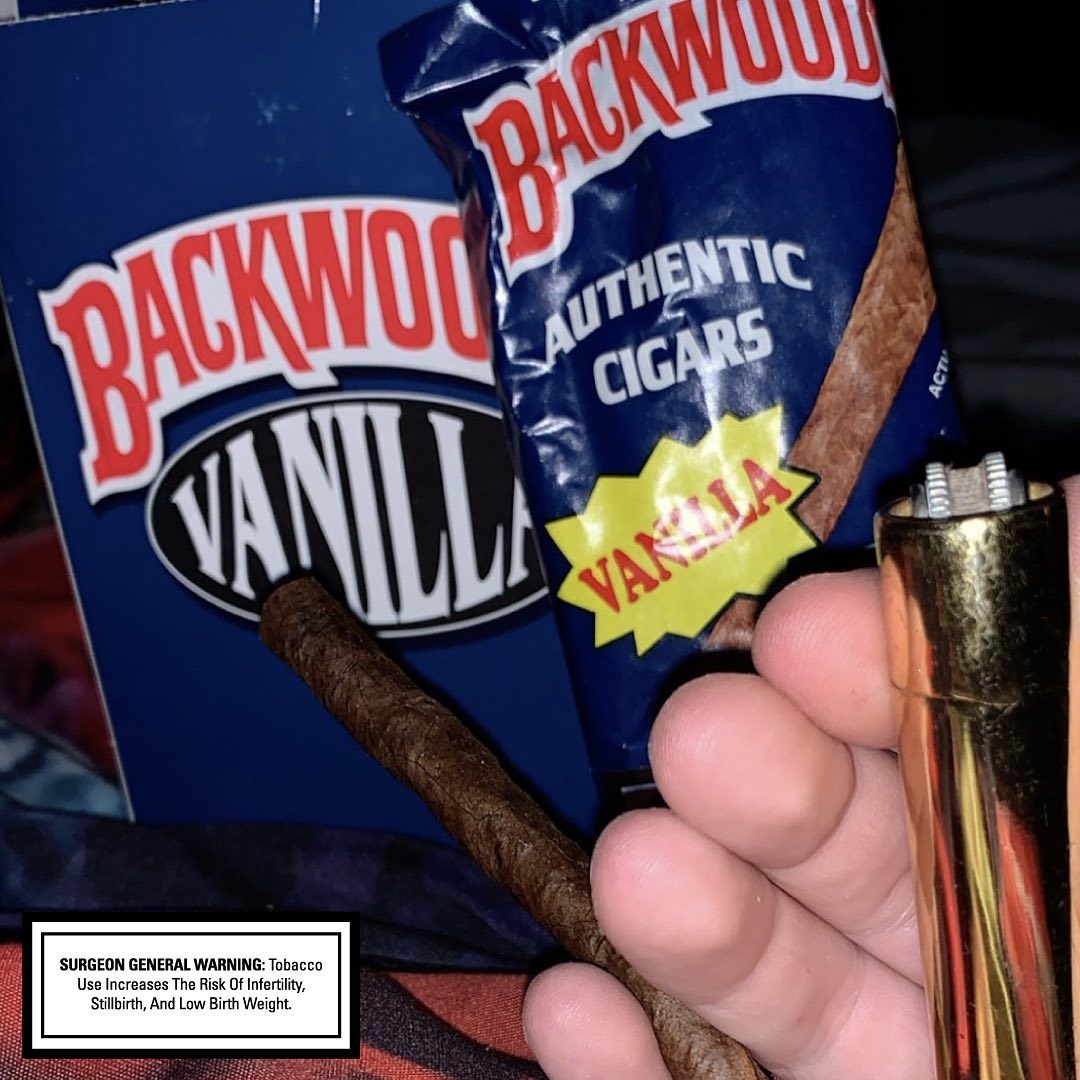 BACKWOO
VANILLA
BACKWOODS
AUTHENTIC
CIGARS
VANILLA
SURGEON GENERAL WARNING: Tobacco
Use Increases The Risk Of Infertility,
Stillbirth, And Low Birth Weight.